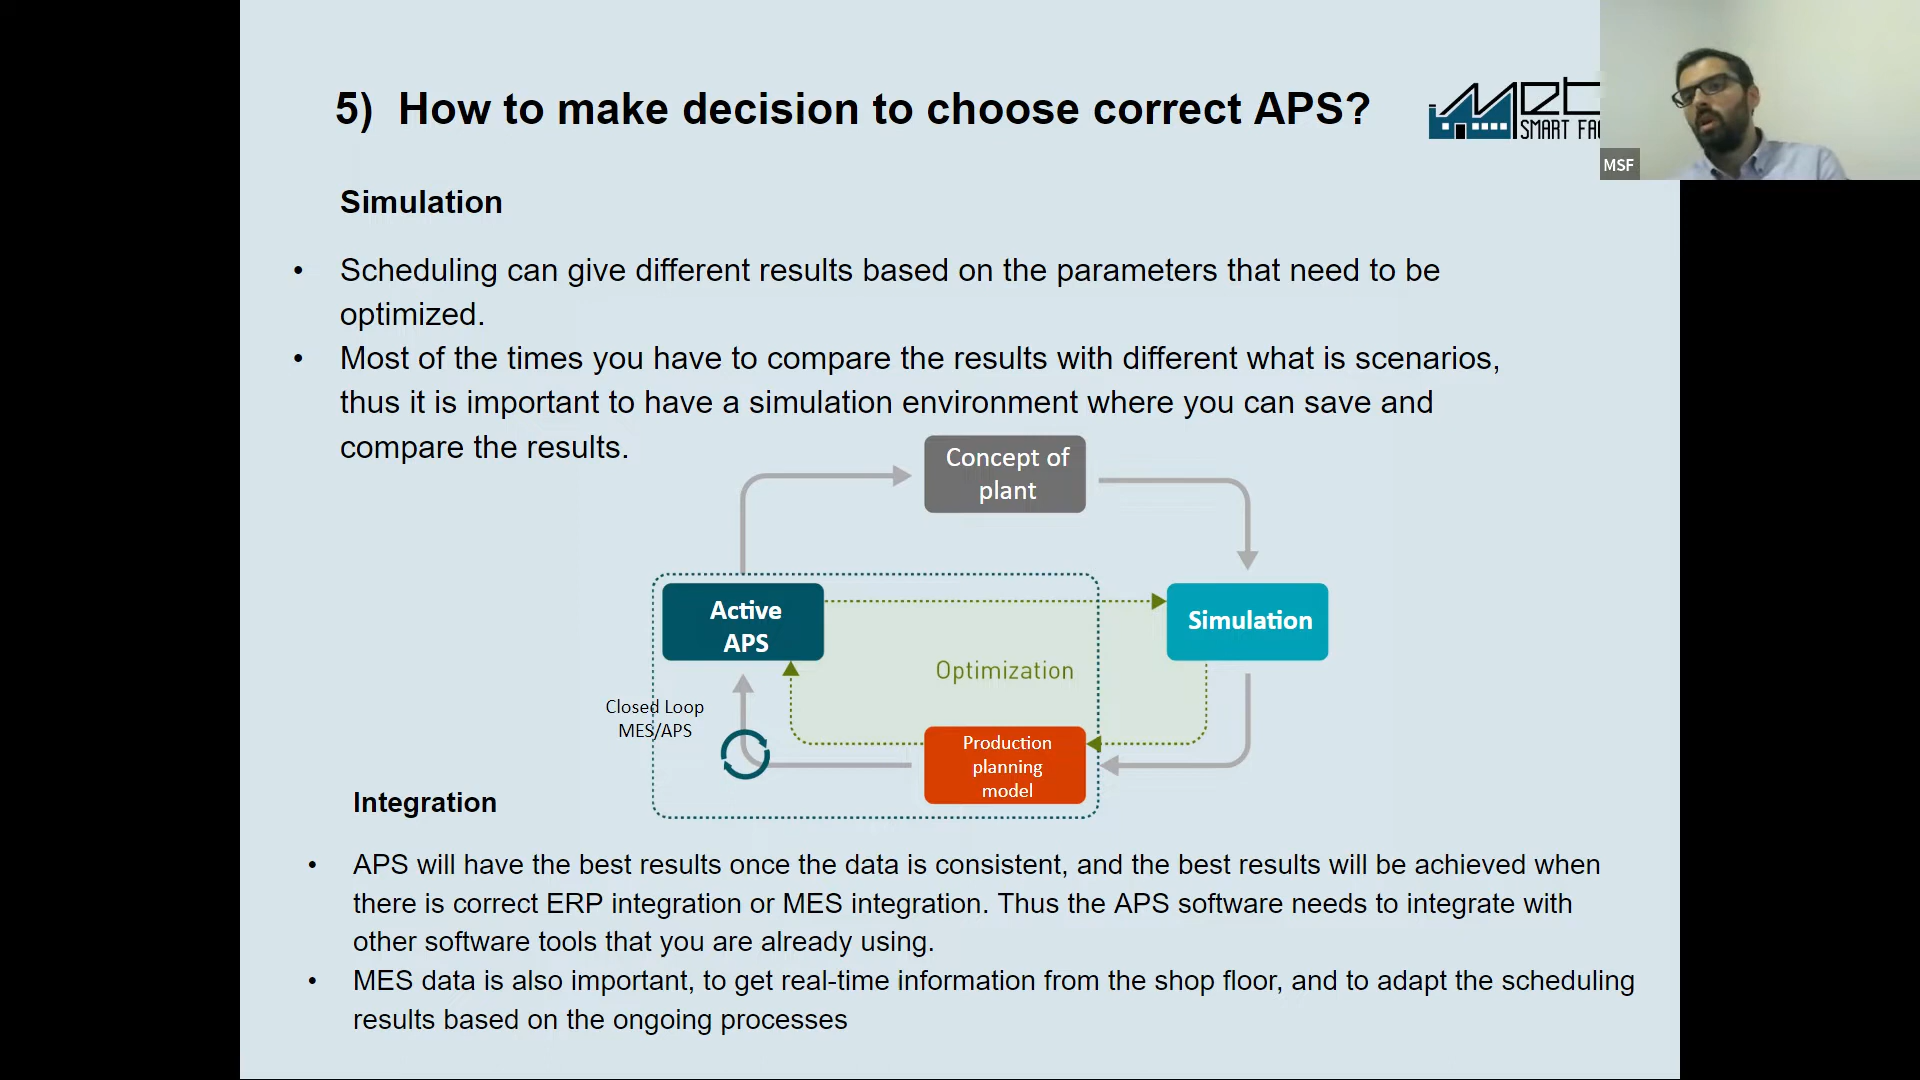 5) How to make decision to choose correct APS?
SMART
MSF
Simulation
• Scheduling can give different results based on the parameters that need to be
optimized.
• Most of the times you have to compare the results with different what is scenarios,
thus it is important to have a simulation environment where you can save and
compare the results.
Concept of
plant
Active
APS
Simulation
Optimization
Closed Loop
MES/APS
Production
planning
model
Integration
• APS will have the best results once the data is consistent, and the best results will be achieved when
there is correct ERP integration or MES integration. Thus the APS software needs to integrate with
other software tools that you are already using.
• MES data is also important, to get real-time information from the shop floor, and to adapt the scheduling
results based on the ongoing processes